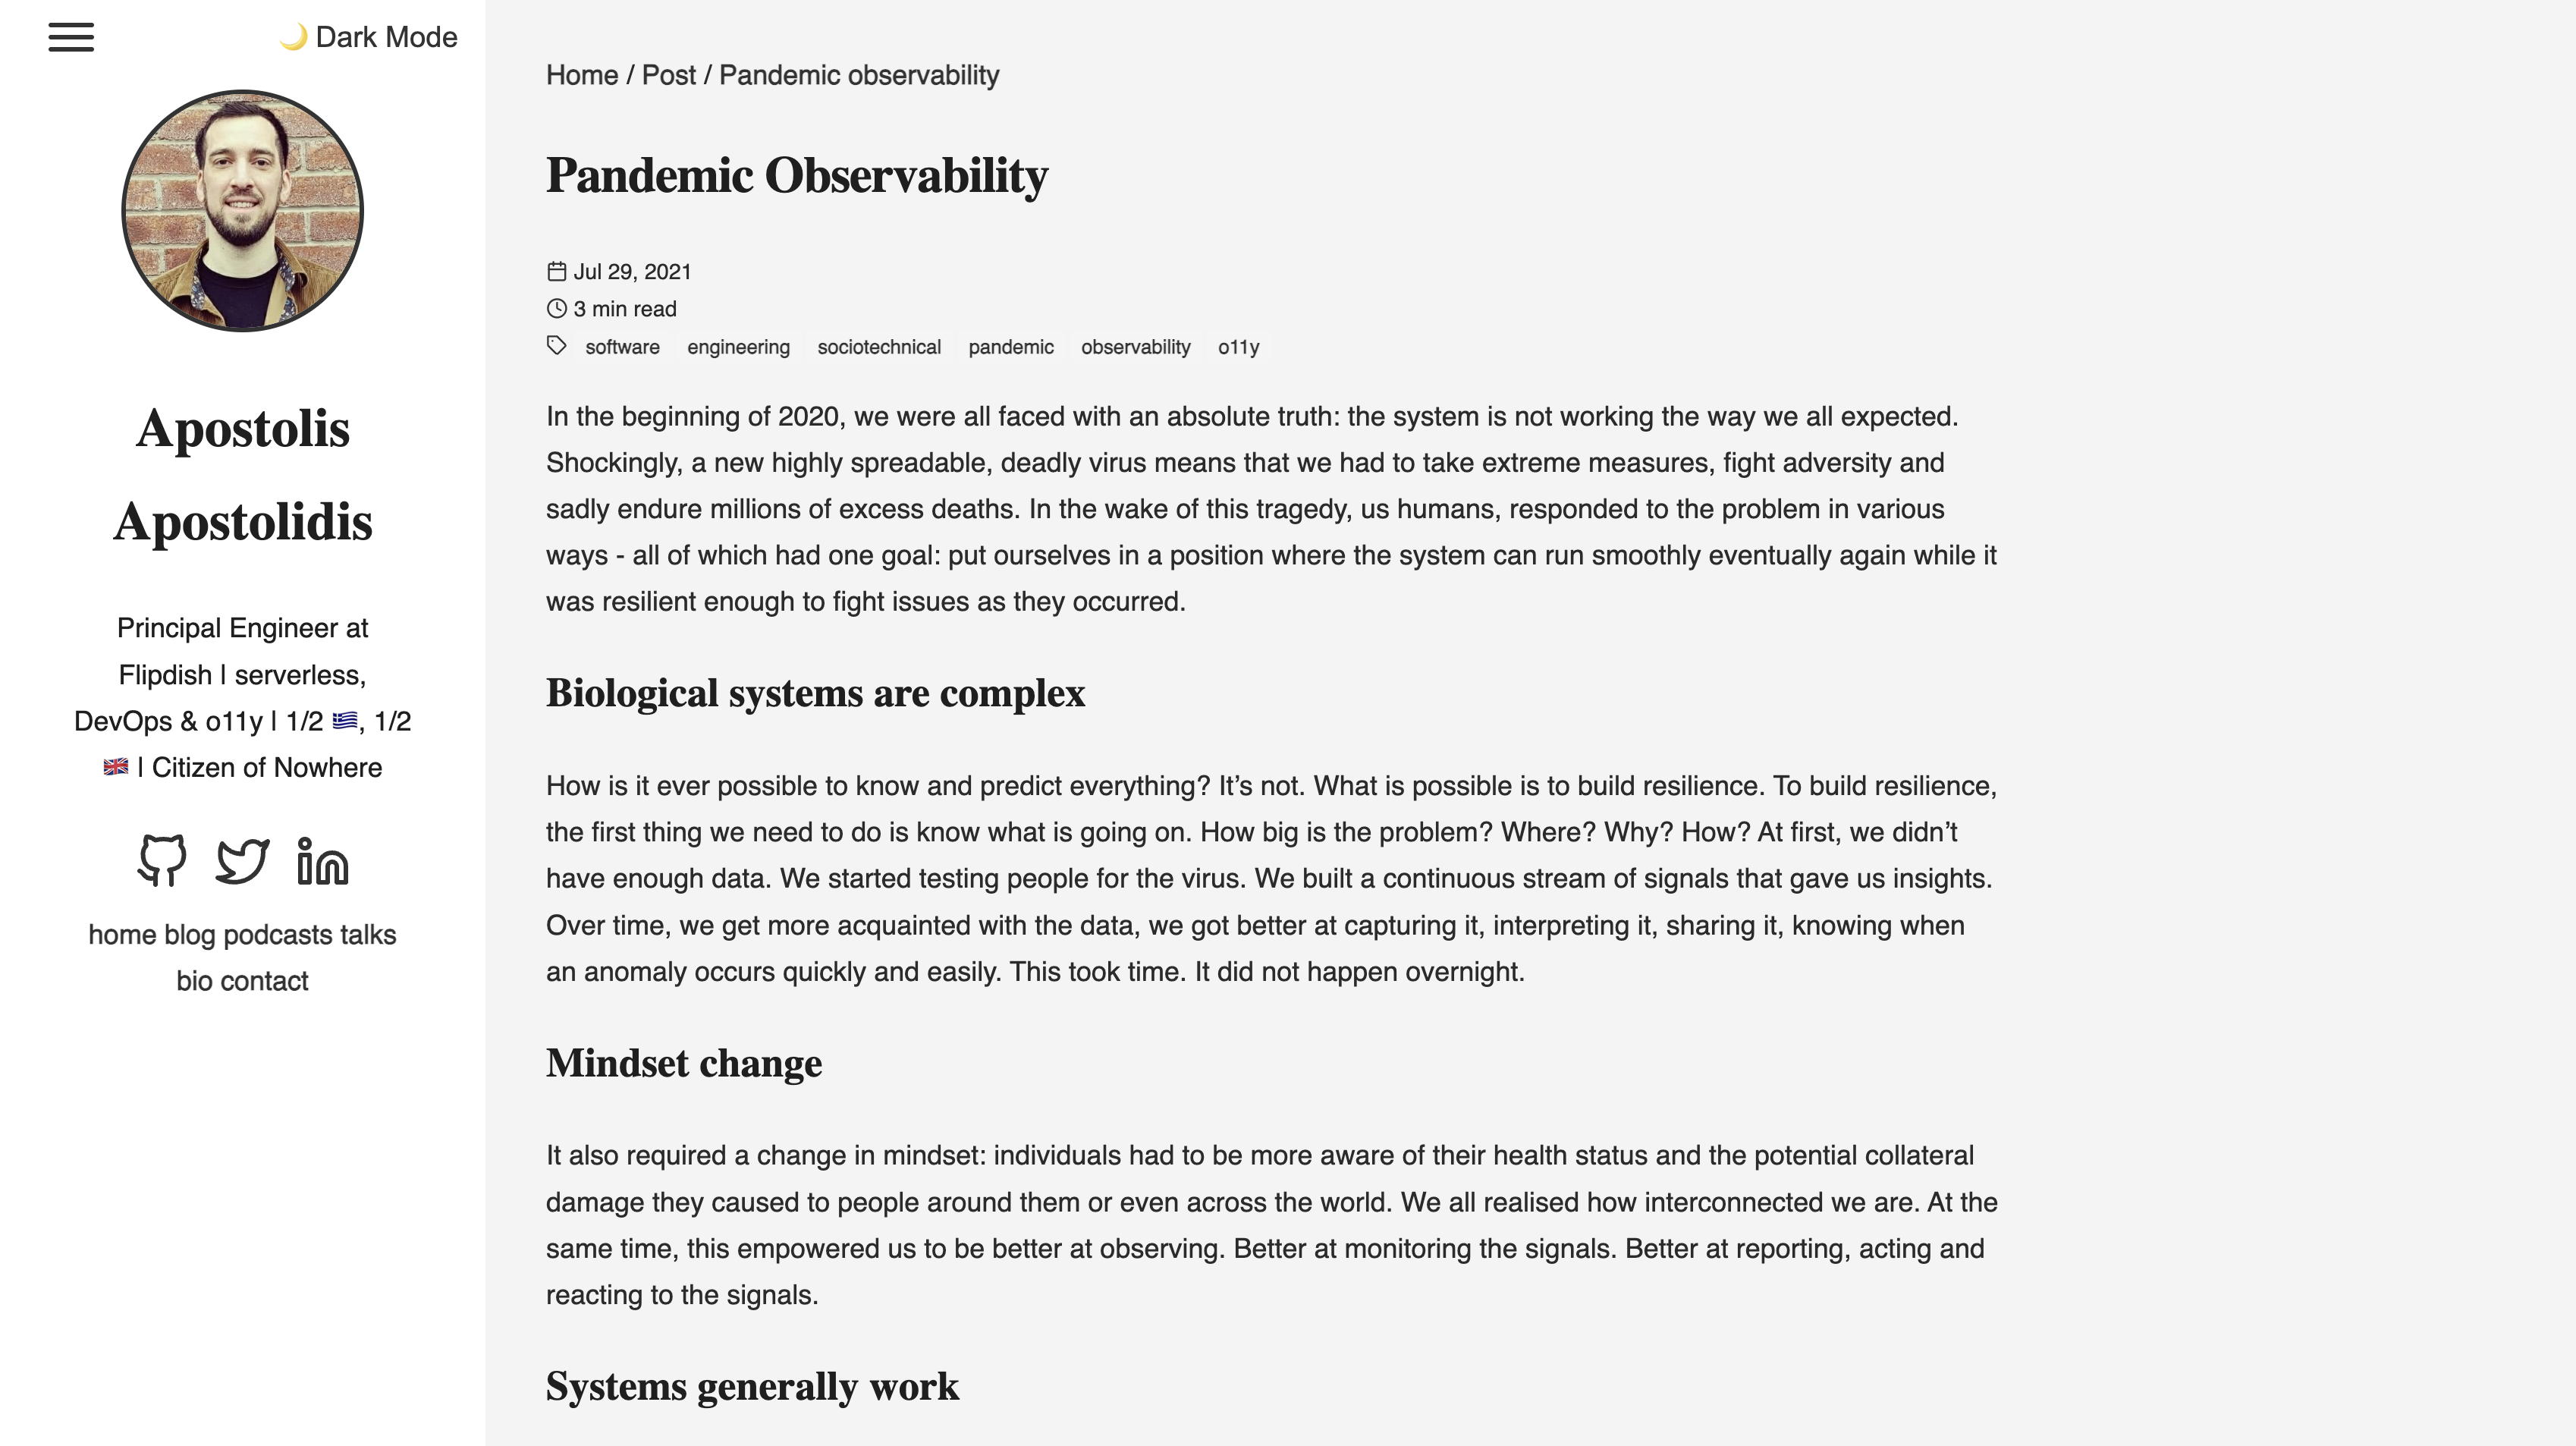 🌙 Dark Mode
Apostolis
Apostolidis
Principal Engineer at
Flipdish | serverless,
DevOps & o11y | 1/2 🇬🇷, 1/2
🇬🇧 | Citizen of Nowhere
home blog podcasts talks
bio contact
Home / Post / Pandemic observability
Pandemic Observability
Jul 29, 2021
3 min read
software engineering sociotechnical pandemic observability o11y
In the beginning of 2020, we were all faced with an absolute truth: the system is not working the way we all expected.
Shockingly, a new highly spreadable, deadly virus means that we had to take extreme measures, fight adversity and
sadly endure millions of excess deaths. In the wake of this tragedy, us humans, responded to the problem in various
ways - all of which had one goal: put ourselves in a position where the system can run smoothly eventually again while it
was resilient enough to fight issues as they occurred.
Biological systems are complex
How is it ever possible to know and predict everything? It’s not. What is possible is to build resilience. To build resilience,
the first thing we need to do is know what is going on. How big is the problem? Where? Why? How? At first, we didn’t
have enough data. We started testing people for the virus. We built a continuous stream of signals that gave us insights.
Over time, we get more acquainted with the data, we got better at capturing it, interpreting it, sharing it, knowing when
an anomaly occurs quickly and easily. This took time. It did not happen overnight.
Mindset change
It also required a change in mindset: individuals had to be more aware of their health status and the potential collateral
damage they caused to people around them or even across the world. We all realised how interconnected we are. At the
same time, this empowered us to be better at observing. Better at monitoring the signals. Better at reporting, acting and
reacting to the signals.
Systems generally work